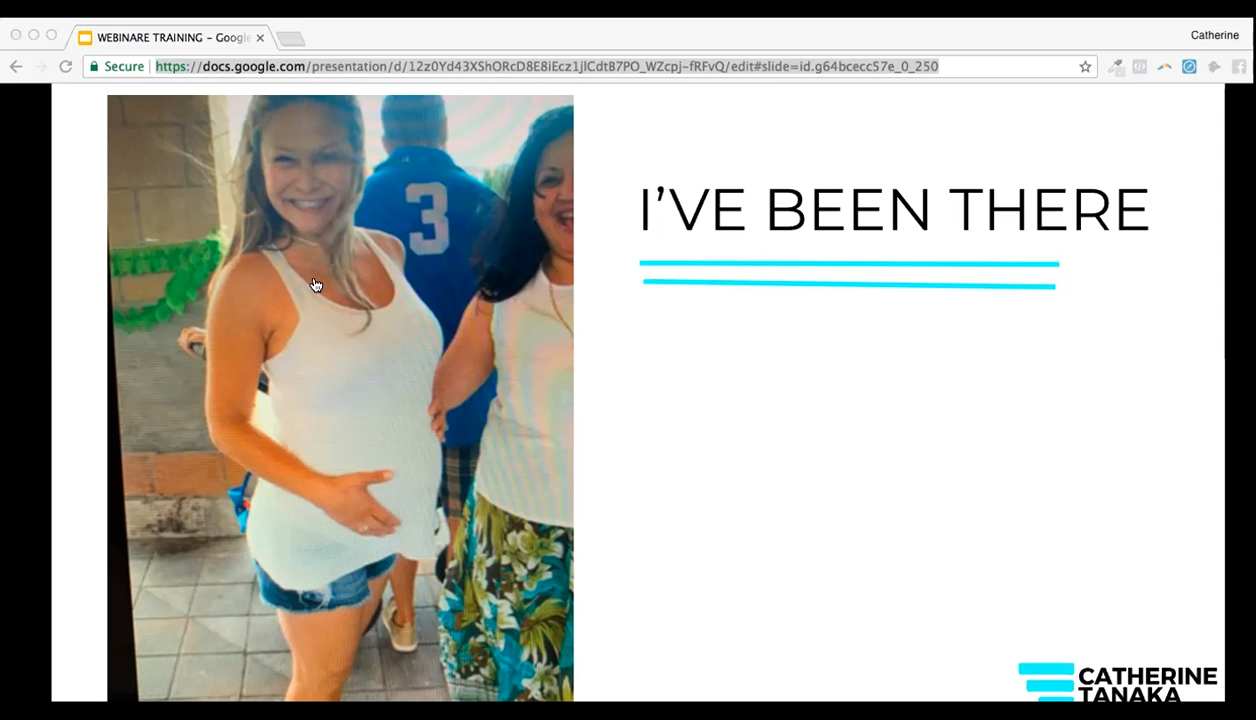 WEBINARE TRAINING - Google
Catherine
Secure
https://docs.google.com/presentation/d/12z0Yd43XShORcD8E8iEcz1jlCdtB7PO_WZcpj-fRFvQ/edit#slide=id.g64bcecc57e_0_250
3
I'VE BEEN THERE
CATHERINE
TANAKA